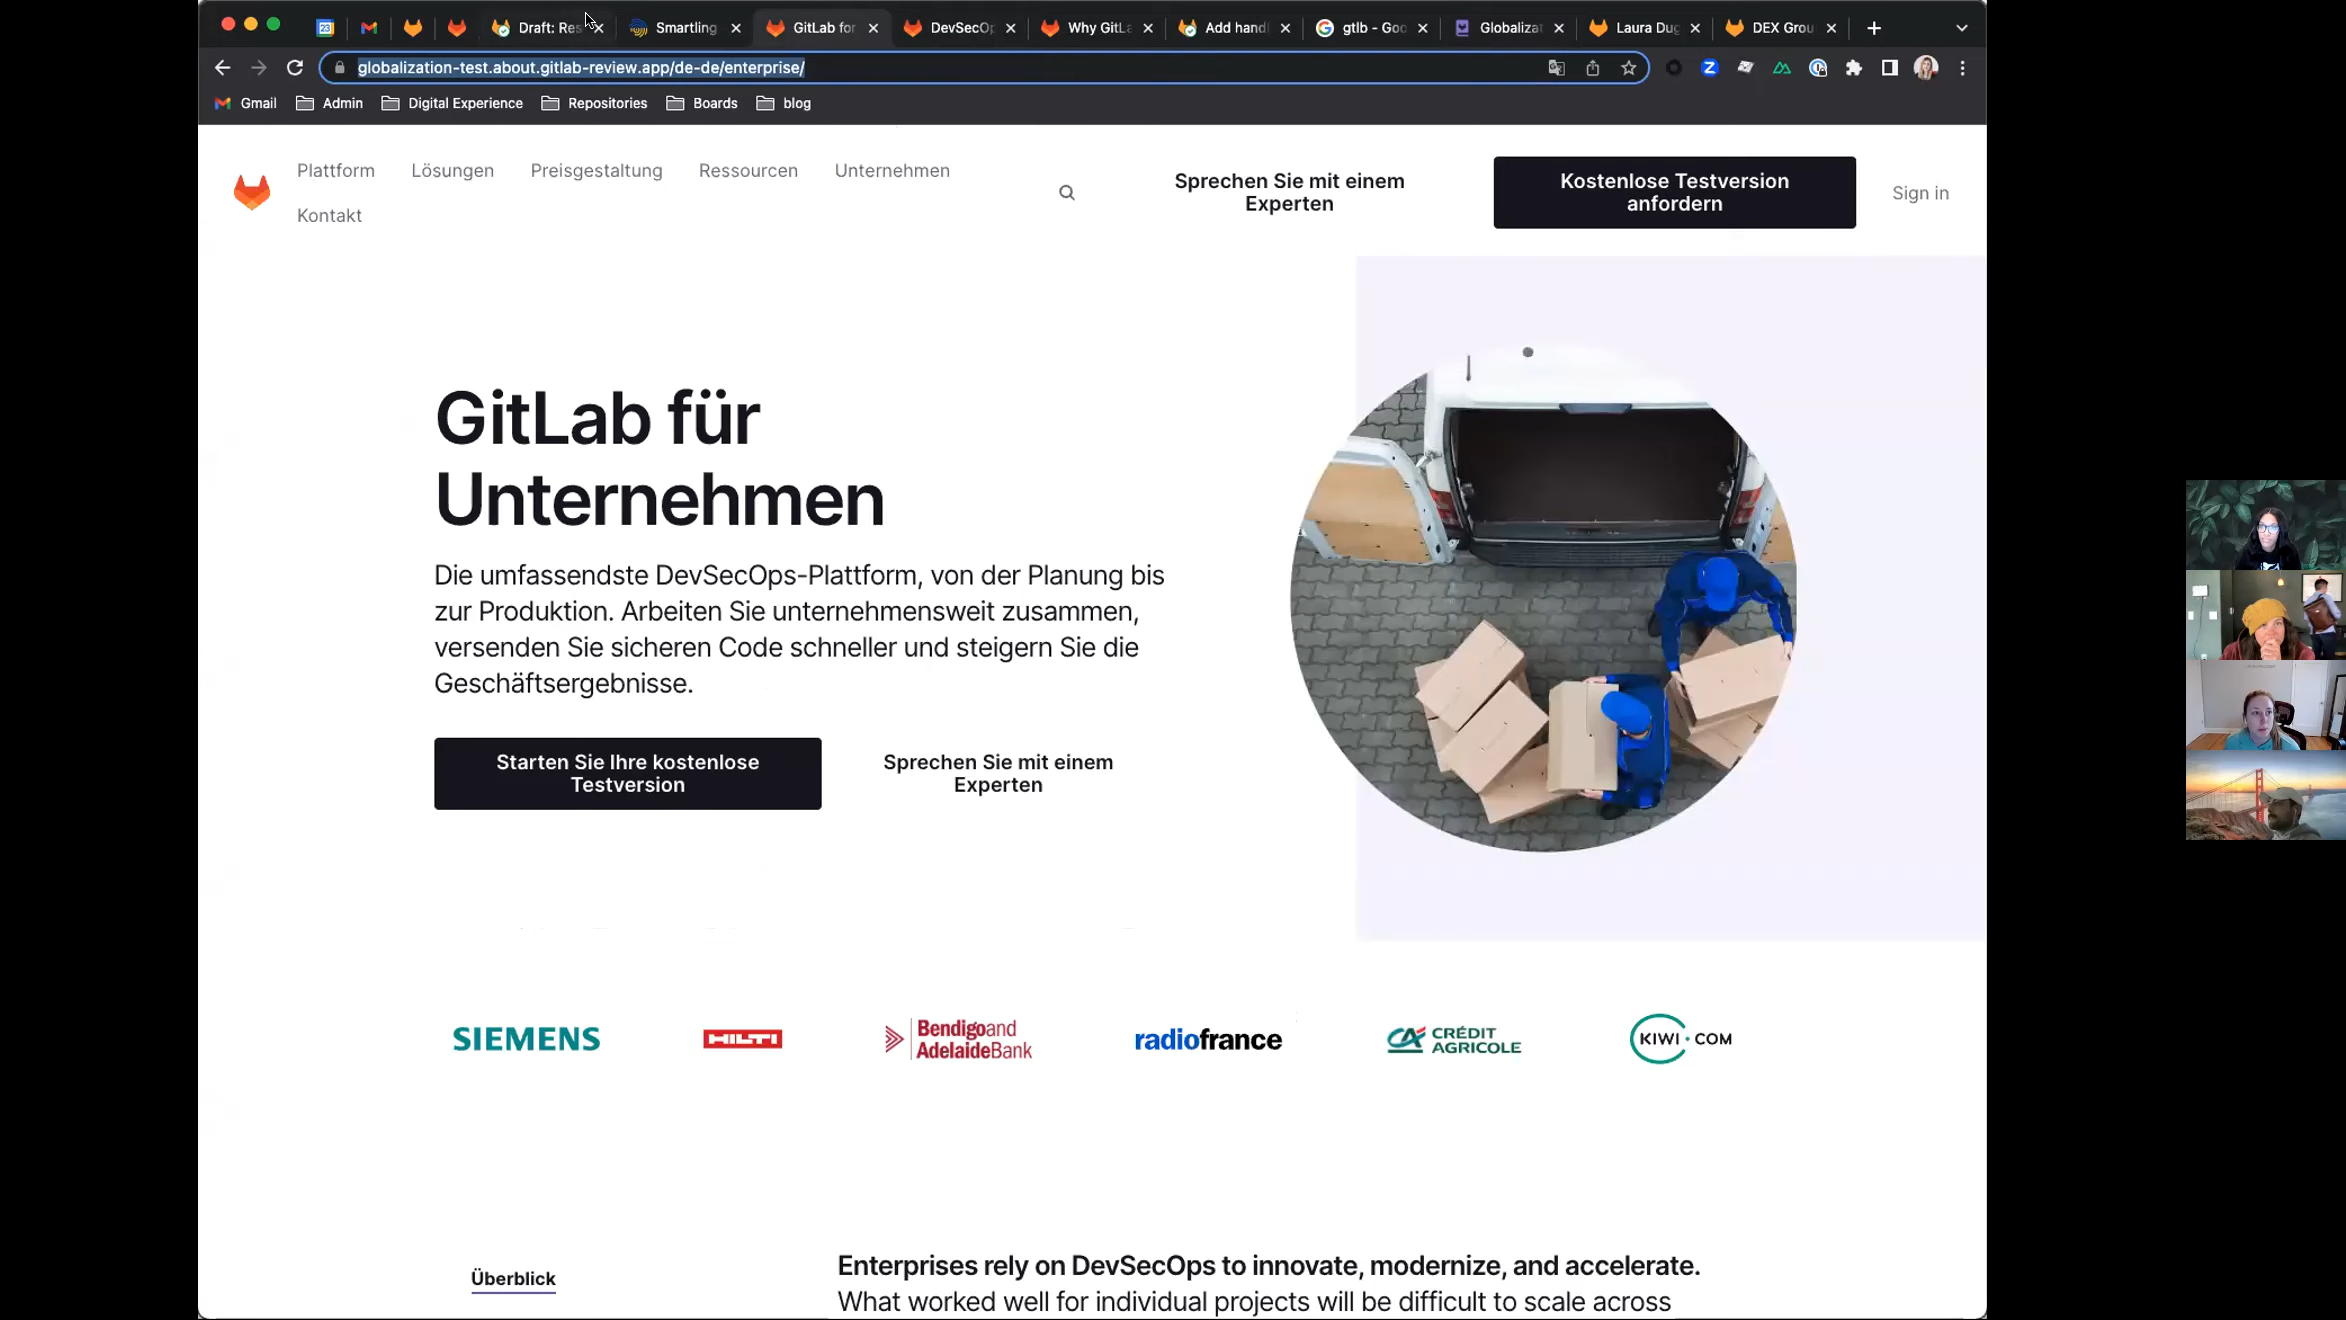 23
Draft: Res
Smartling
GitLab for
DevSecOp
Why GitLa
Add handl
gtlb - Goo
Globalizat
Laura Dug
DEX Grou
globalization-test.about.gitlab-review.app/de-de/enterprise/
Gmail
Admin
Digital Experience
Repositories
Boards
blog
Plattform
Lösungen
Preisgestaltung
Ressourcen
Unternehmen
Kontakt
Sprechen Sie mit einem
Experten
Kostenlose Testversion
anfordern
Sign in
GitLab für
Unternehmen
Die umfassendste DevSecOps-Plattform, von der Planung bis
zur Produktion. Arbeiten Sie unternehmensweit zusammen,
versenden Sie sicheren Code schneller und steigern Sie die
Geschäftsergebnisse.
Starten Sie Ihre kostenlose
Testversion
Sprechen Sie mit einem
Experten
SIEMENS
HILTI
Bendigoand
AdelaideBank
radiofrance
CA CRÉDIT
AGRICOLE
KIWI.COM
Überblick
Enterprises rely on DevSecOps to innovate, modernize, and accelerate.
What worked well for individual projects will be difficult to scale across